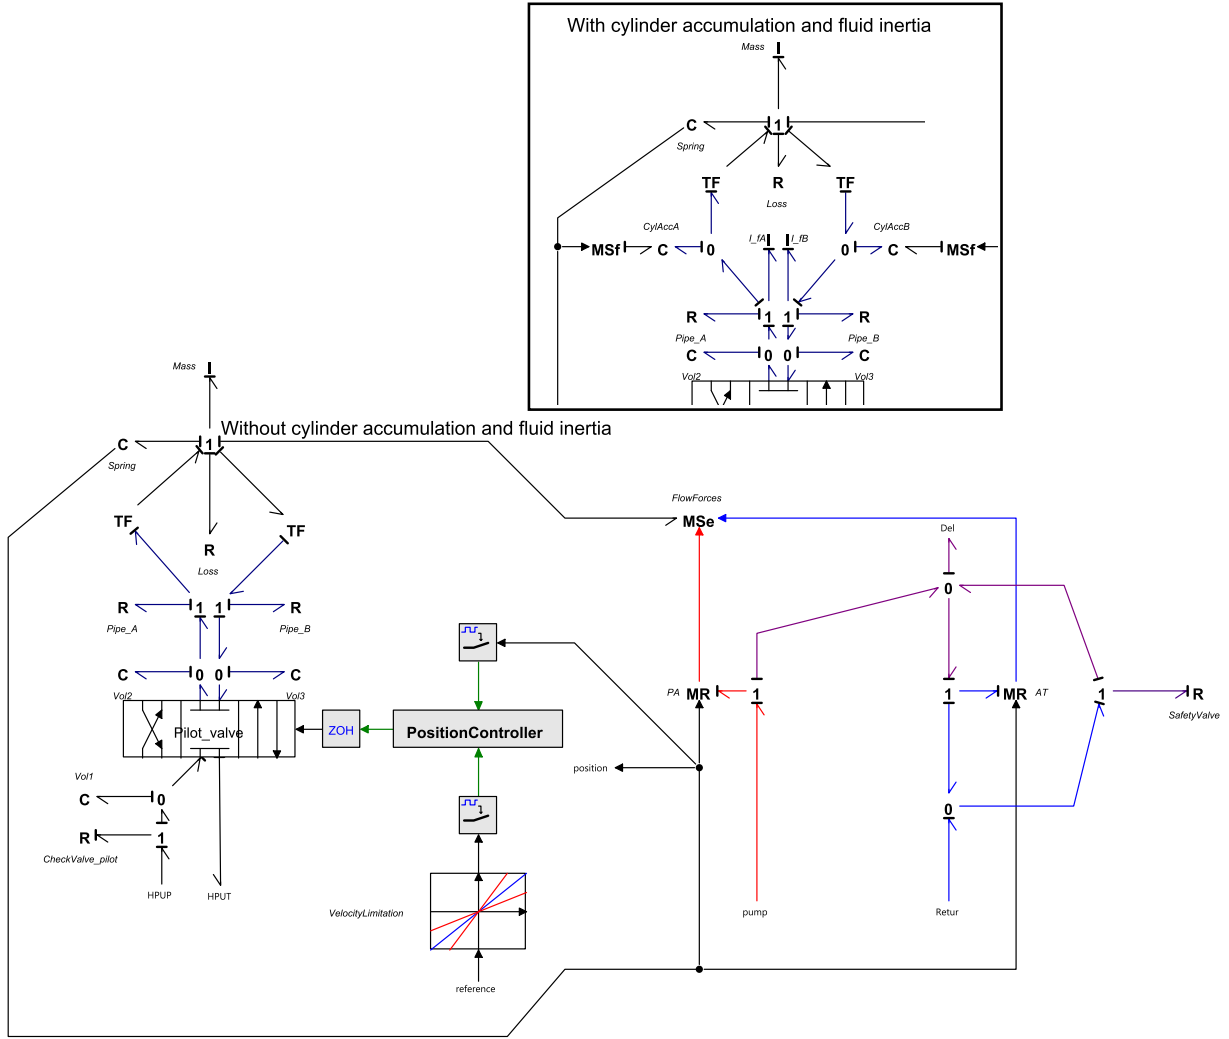 With cylinder accumulation and fluid inertia
Mass I
C 1
Spring
TF R TF
Loss
CylAccA I_fA I I I_fB CylAccB
MSf C 0 0 C MSf
R 1 1 R
Pipe_A Pipe_B
C 0 0 C
Vol2 Vol3
Mass I
Without cylinder accumulation and fluid inertia
C 1
Spring
TF TF
R
Loss
R 1 1 R
Pipe_A Pipe_B
C 0 0 C
Vol2 Vol3
Pilot_valve
ZOH
PositionController
Vol1
C 0
R 1
CheckValve_pilot
HPUP HPUT
VelocityLimitation
reference
position
FlowForces
MSe
Del
0
PA MR 1 1 MR AT 1 R
SafetyValve
0
pump Retur